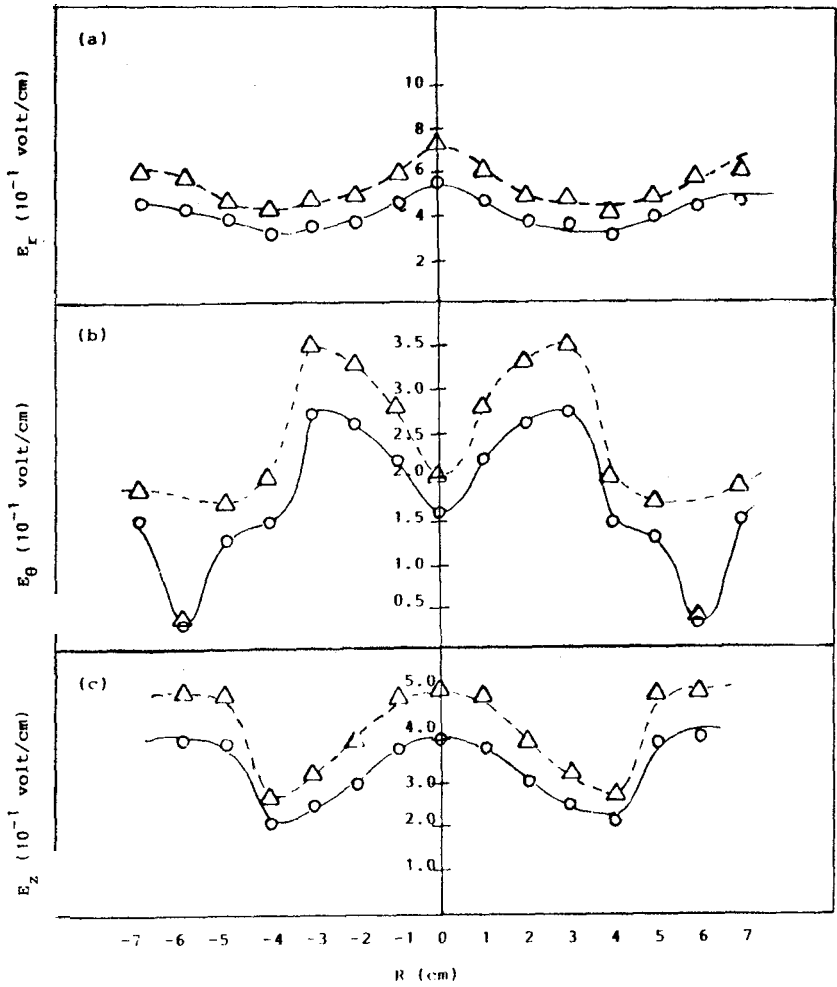 (a)
10
8
6
4
2
E_r (10^-1 volt/cm)
(b)
3.5
3.0
2.5
2.0
1.5
1.0
0.5
E_θ (10^-1 volt/cm)
(c)
5.0
4.0
3.0
2.0
1.0
E_z (10^-1 volt/cm)
-7 -6 -5 -4 -3 -2 -1 0 1 2 3 4 5 6 7
R (cm)